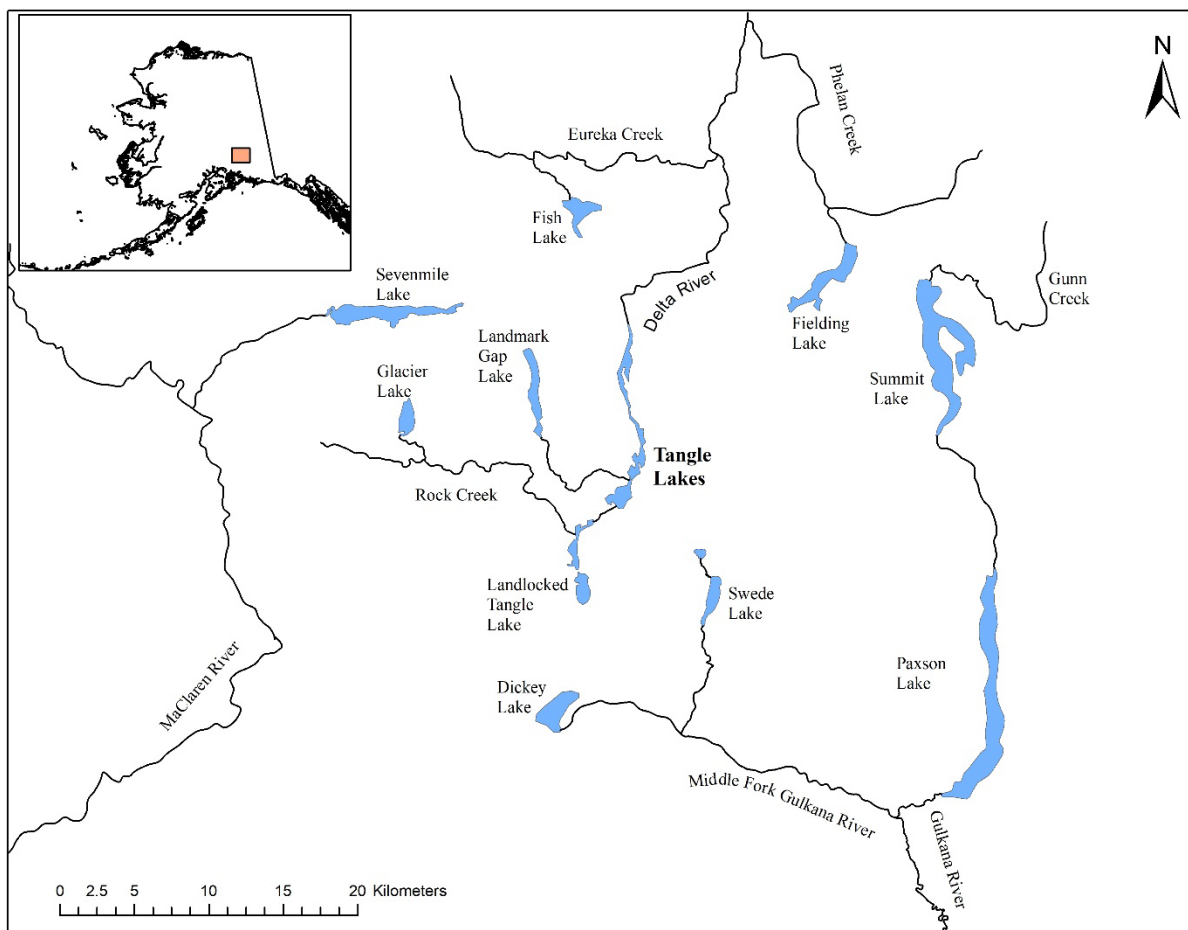 N
Phelan Creek
Eureka Creek
Fish
Lake
Sevenmile
Lake
Delta River
Gunn
Creek
Fielding
Lake
Landmark
Gap
Lake
Glacier
Lake
Summit
Lake
Tangle
Lakes
Rock Creek
Landlocked
Tangle
Lake
Swede
Lake
Paxson
Lake
MaClaren River
Dickey
Lake
Middle Fork Gulkana River
Gulkana River
0 2.5 5 10 15 20 Kilometers